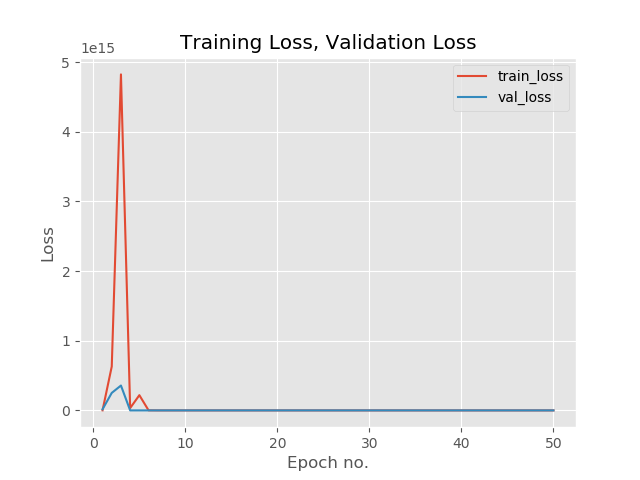 Training Loss, Validation Loss
1e15
5
4
3
2
1
0
Loss
train_loss
val_loss
0 10 20 30 40 50
Epoch no.